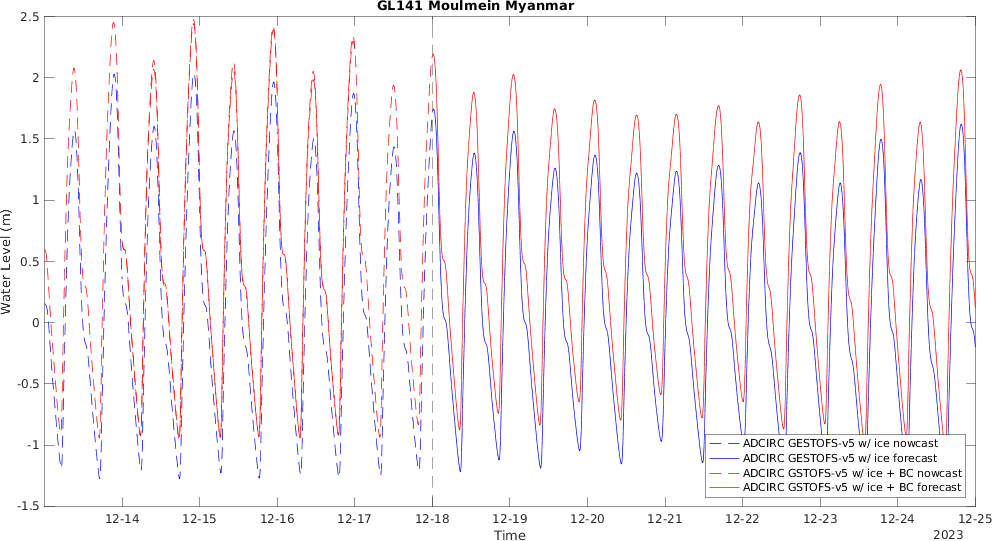 GL141 Moulmein Myanmar
2.5
2
1.5
1
0.5
0
-0.5
-1
-1.5
Water Level (m)
ADCIRC GESTOFS-v5 w/ ice nowcast
ADCIRC GESTOFS-v5 w/ ice forecast
ADCIRC GSTOFS-v5 w/ ice + BC nowcast
ADCIRC GSTOFS-v5 w/ ice + BC forecast
12-14 12-15 12-16 12-17 12-18 12-19 12-20 12-21 12-22 12-23 12-24 12-25
Time
2023